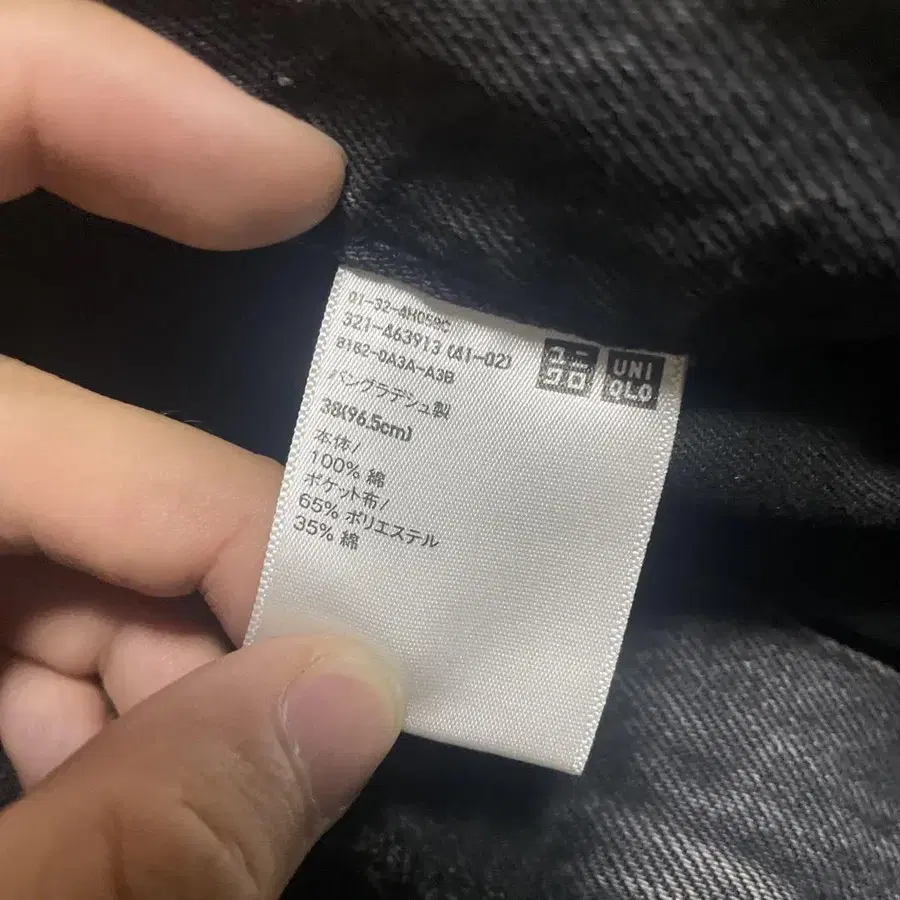 01-32-4H059C
321-463913 (41-02)
8162-0A3A-A3B
バングラデシュ製
38(96.5cm)
本体/
100% 綿
ポケット布/
65% ポリエステル
35% 綿
ユニ
クロ
UNI
QLO